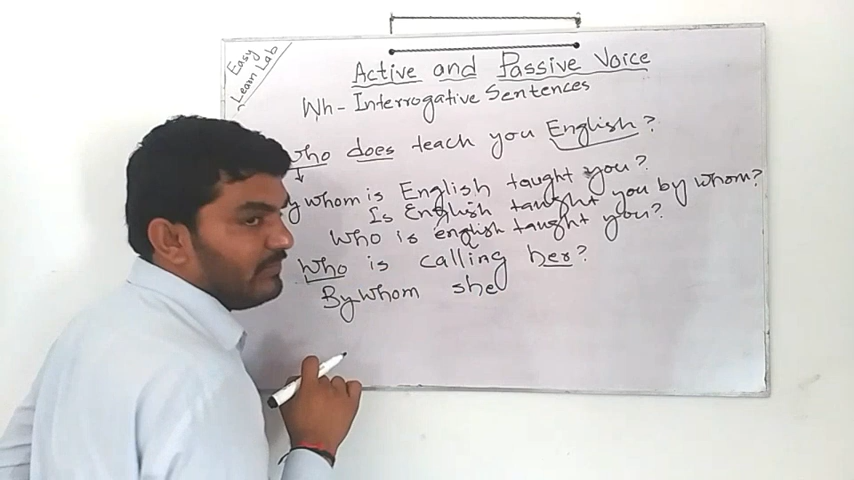 Easy
Learn Lab
Active and Passive Voice
Wh - Interrogative Sentences
Who does teach you English?
y whom is English taught you?
Is English taught you by whom?
Who is english taught you?
Who is calling her?
By whom she